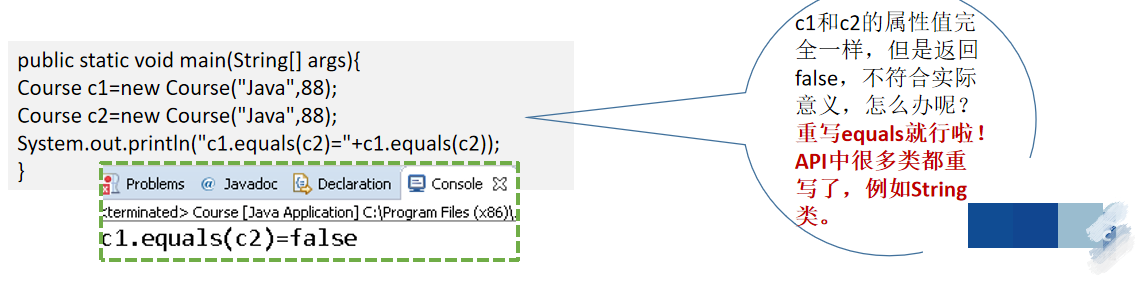 public static void main(String[] args){
Course c1=new Course("Java",88);
Course c2=new Course("Java",88);
System.out.println("c1.equals(c2)="+c1.equals(c2));
}
Problems @ Javadoc Declaration Console
<terminated> Course [Java Application] C:\Program Files (x86)\
c1.equals(c2)=false
c1和c2的属性值完
全一样，但是返回
false，不符合实际
意义，怎么办呢？
重写equals就行啦！
API中很多类都重
写了，例如String
类。